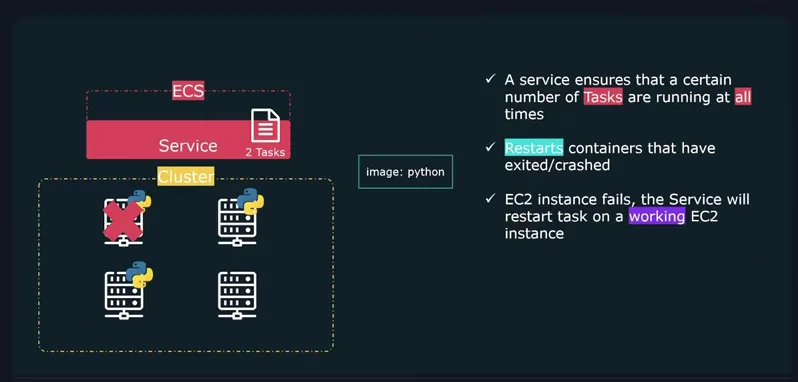 ECS
Service
2 Tasks
Cluster
image: python
✓ A service ensures that a certain
number of Tasks are running at all
times
✓ Restarts containers that have
exited/crashed
✓ EC2 instance fails, the Service will
restart task on a working EC2
instance